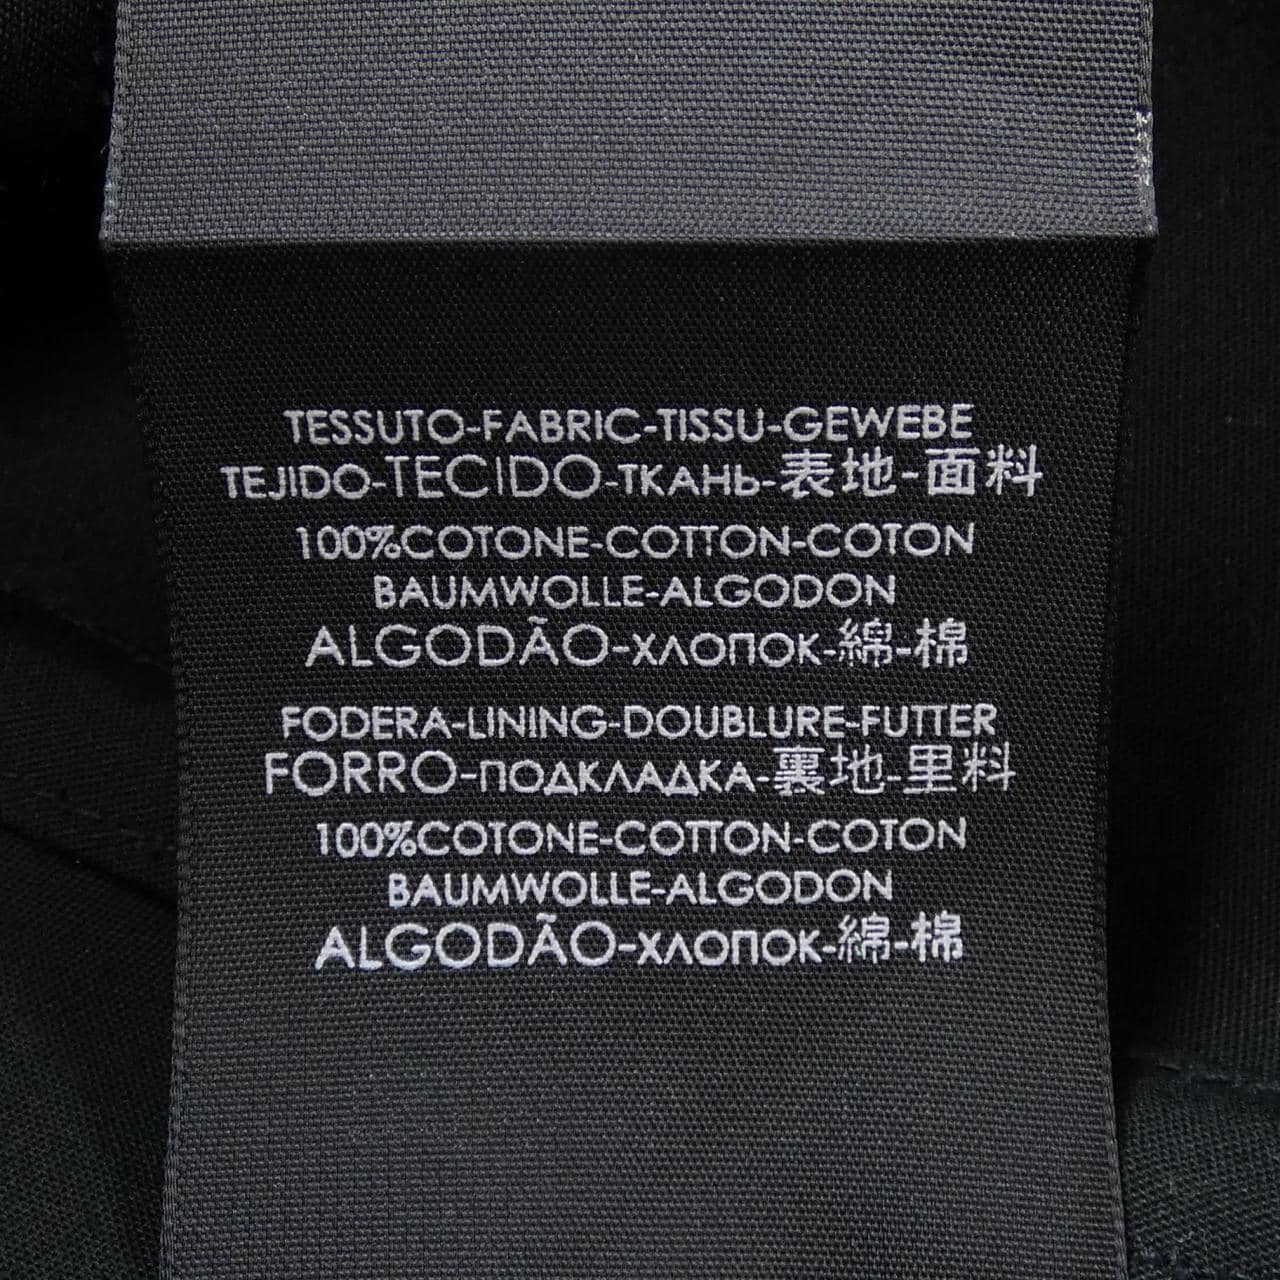 TESSUTO-FABRIC-TISSU-GEWEBE
TEJIDO-TECIDO-ТКАНЬ-表地-面料
100%COTONE-COTTON-COTON
BAUMWOLLE-ALGODON
ALGODÃO-ХЛОПОК-綿-棉
FODERA-LINING-DOUBLURE-FUTTER
FORRO-ПОДКЛАДКА-裏地-里料
100%COTONE-COTTON-COTON
BAUMWOLLE-ALGODON
ALGODÃO-ХЛОПОК-綿-棉